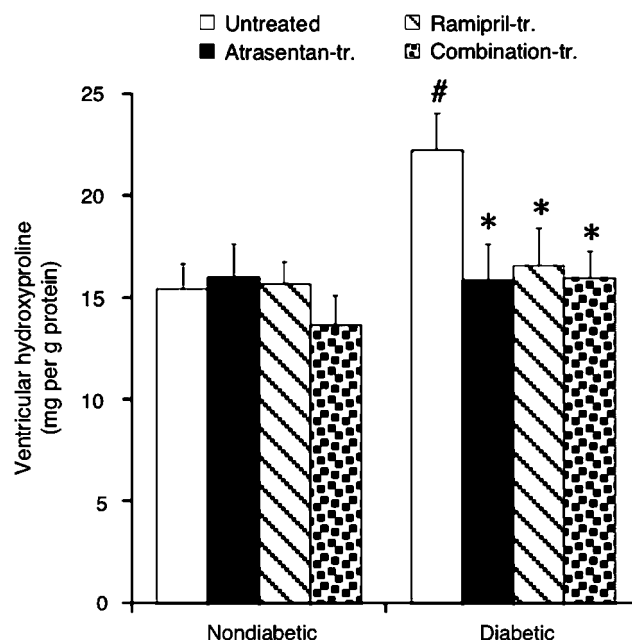 Untreated
Ramipril-tr.
Atrasentan-tr.
Combination-tr.
Ventricular hydroxyproline
(mg per g protein)
25
20
15
10
5
0
#
*
*
*
Nondiabetic
Diabetic